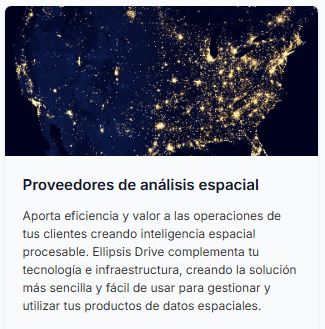 Proveedores de análisis espacial
Aporta eficiencia y valor a las operaciones de
tus clientes creando inteligencia espacial
procesable. Ellipsis Drive complementa tu
tecnología e infraestructura, creando la solución
más sencilla y fácil de usar para gestionar y
utilizar tus productos de datos espaciales.